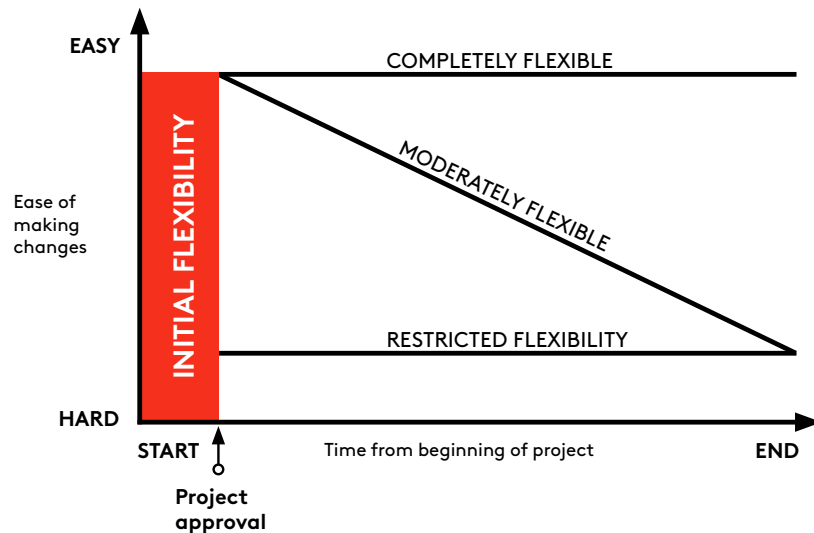 EASY
COMPLETELY FLEXIBLE
INITIAL FLEXIBILITY
MODERATELY FLEXIBLE
Ease of
making
changes
RESTRICTED FLEXIBILITY
HARD
START
Time from beginning of project
END
Project
approval